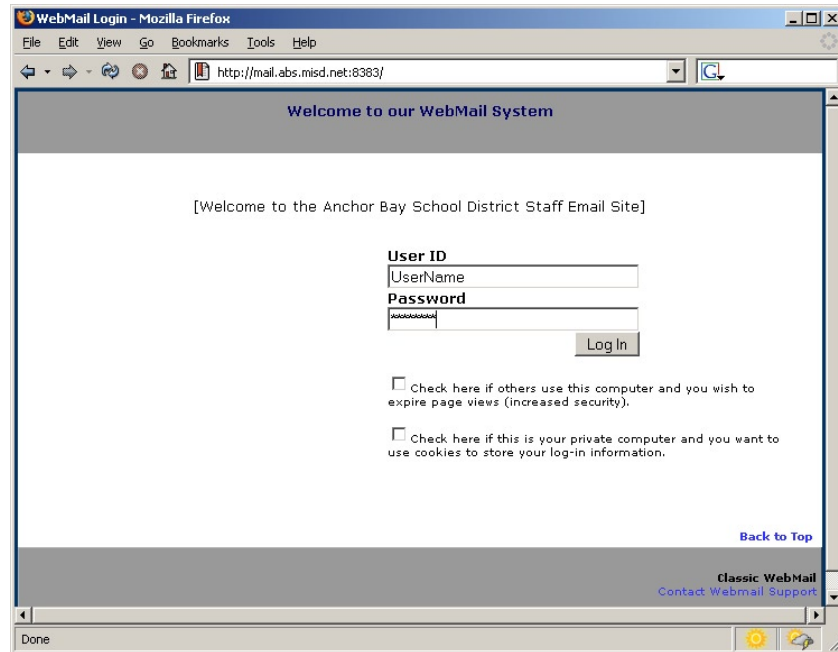 WebMail Login - Mozilla Firefox
File Edit View Go Bookmarks Tools Help
http://mail.abs.misd.net:8383/
G
Welcome to our WebMail System
[Welcome to the Anchor Bay School District Staff Email Site]
User ID
UserName
Password
********
Log In
Check here if others use this computer and you wish to
expire page views (increased security).
Check here if this is your private computer and you want to
use cookies to store your log-in information.
Back to Top
Classic WebMail
Contact Webmail Support
Done